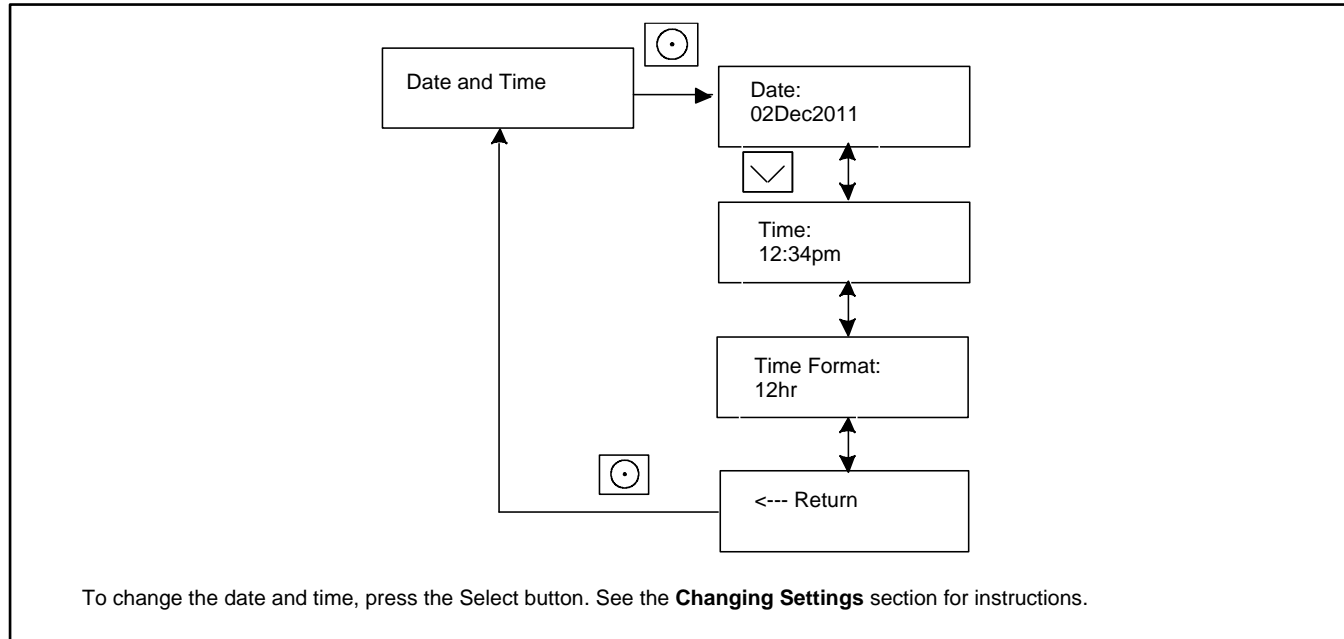 Date and Time
Date:
02Dec2011
Time:
12:34pm
Time Format:
12hr
<--- Return
To change the date and time, press the Select button. See the Changing Settings section for instructions.